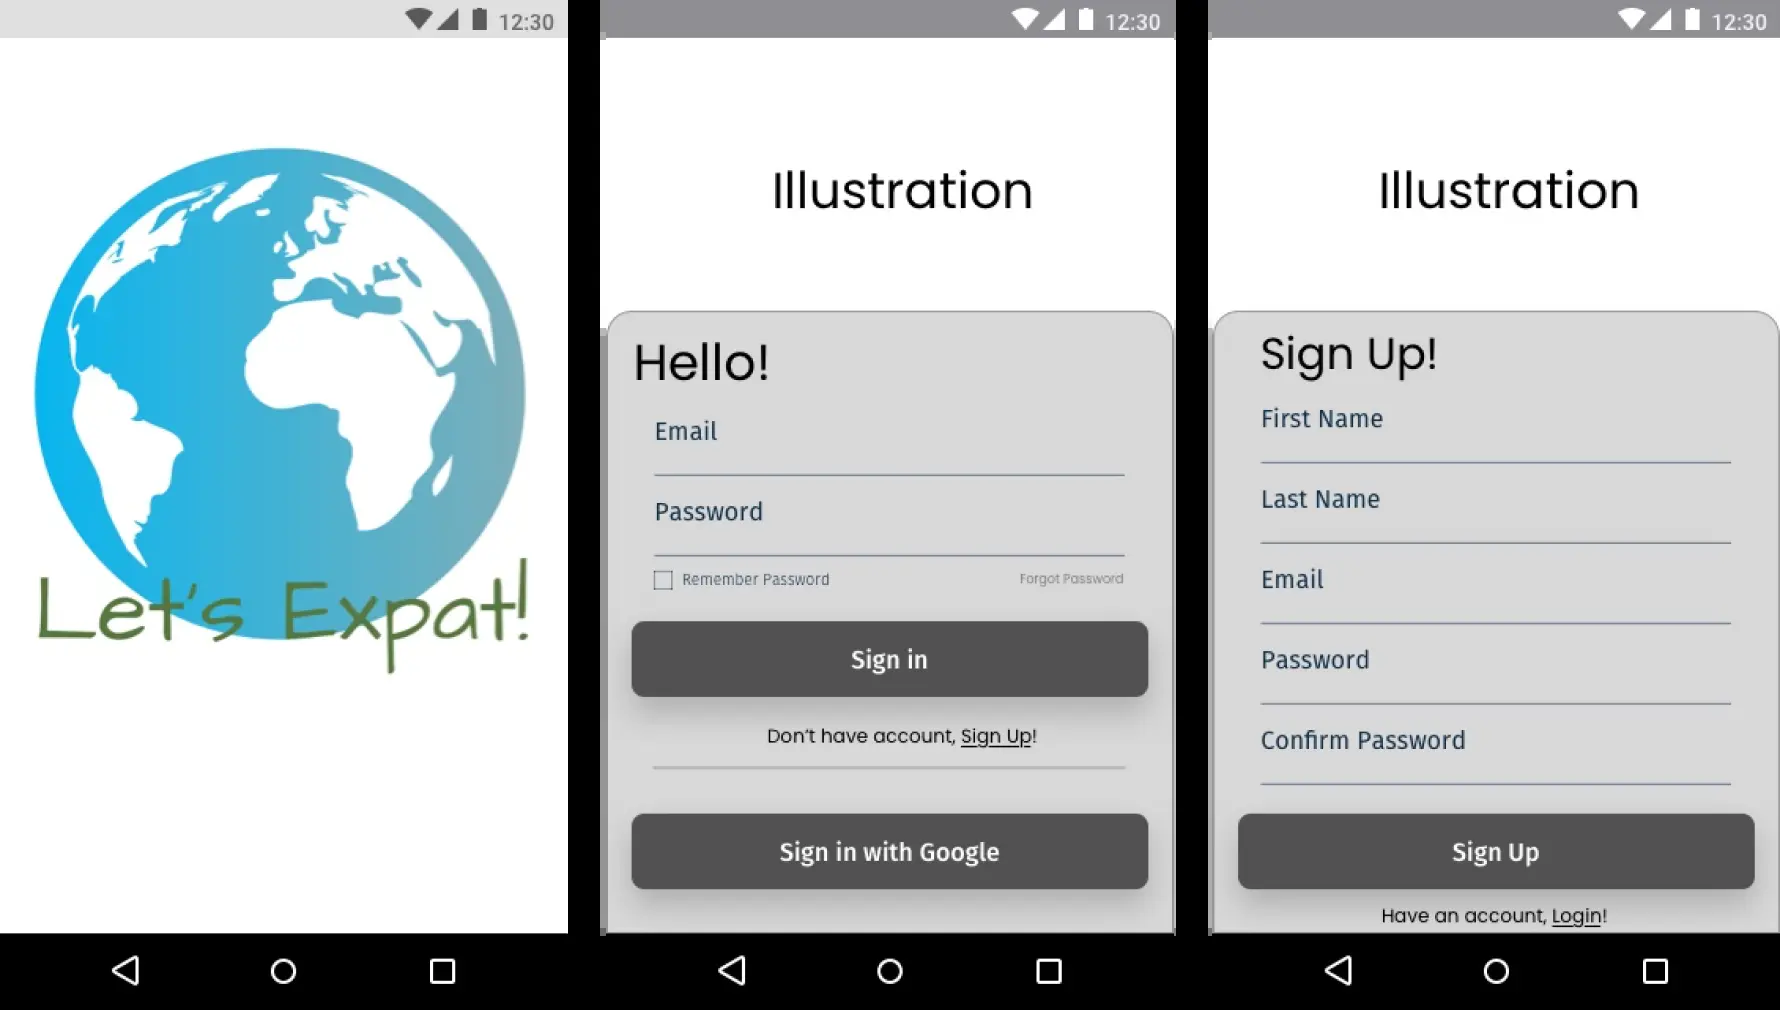 12:30
Let's Expat!
12:30
Illustration
Hello!
Email
Password
Remember Password
Forgot Password
Sign in
Don't have account, Sign Up!
Sign in with Google
12:30
Illustration
Sign Up!
First Name
Last Name
Email
Password
Confirm Password
Sign Up
Have an account, Login!